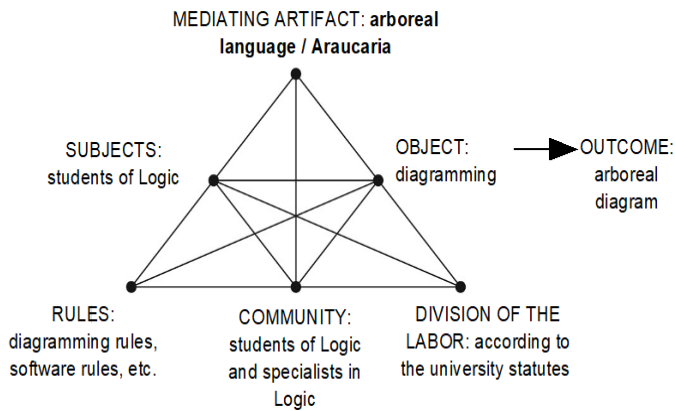 MEDIATING ARTIFACT: arboreal
language / Araucaria
SUBJECTS:
students of Logic
OBJECT:
diagramming
OUTCOME:
arboreal
diagram
RULES:
diagramming rules,
software rules, etc.
COMMUNITY:
students of Logic
and specialists in
Logic
DIVISION OF THE
LABOR: according to
the university statutes